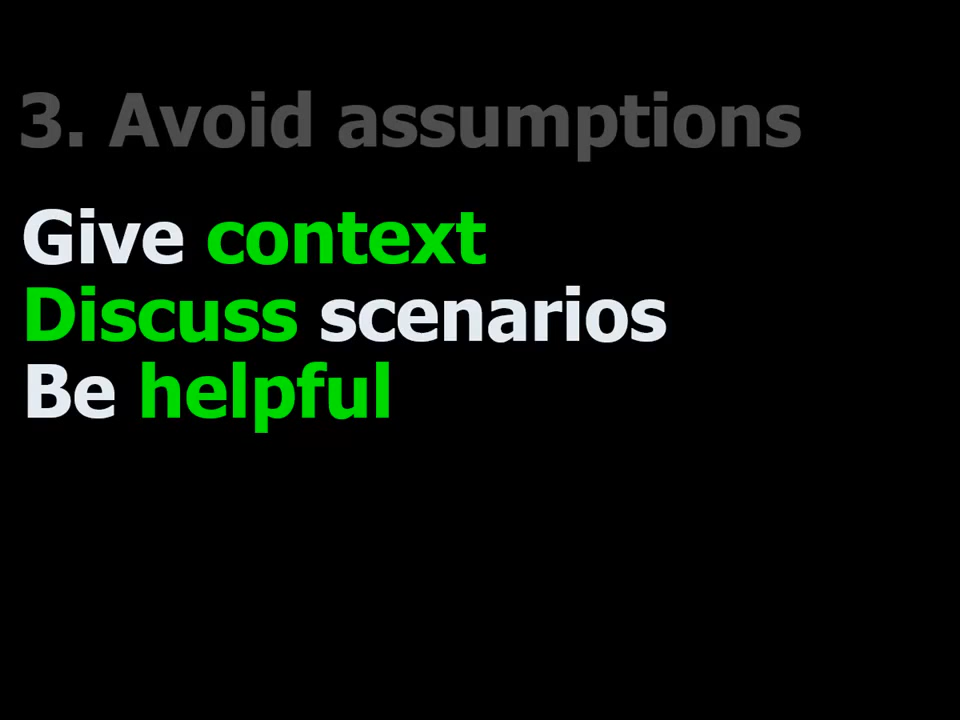 3. Avoid assumptions
Give context
Discuss scenarios
Be helpful